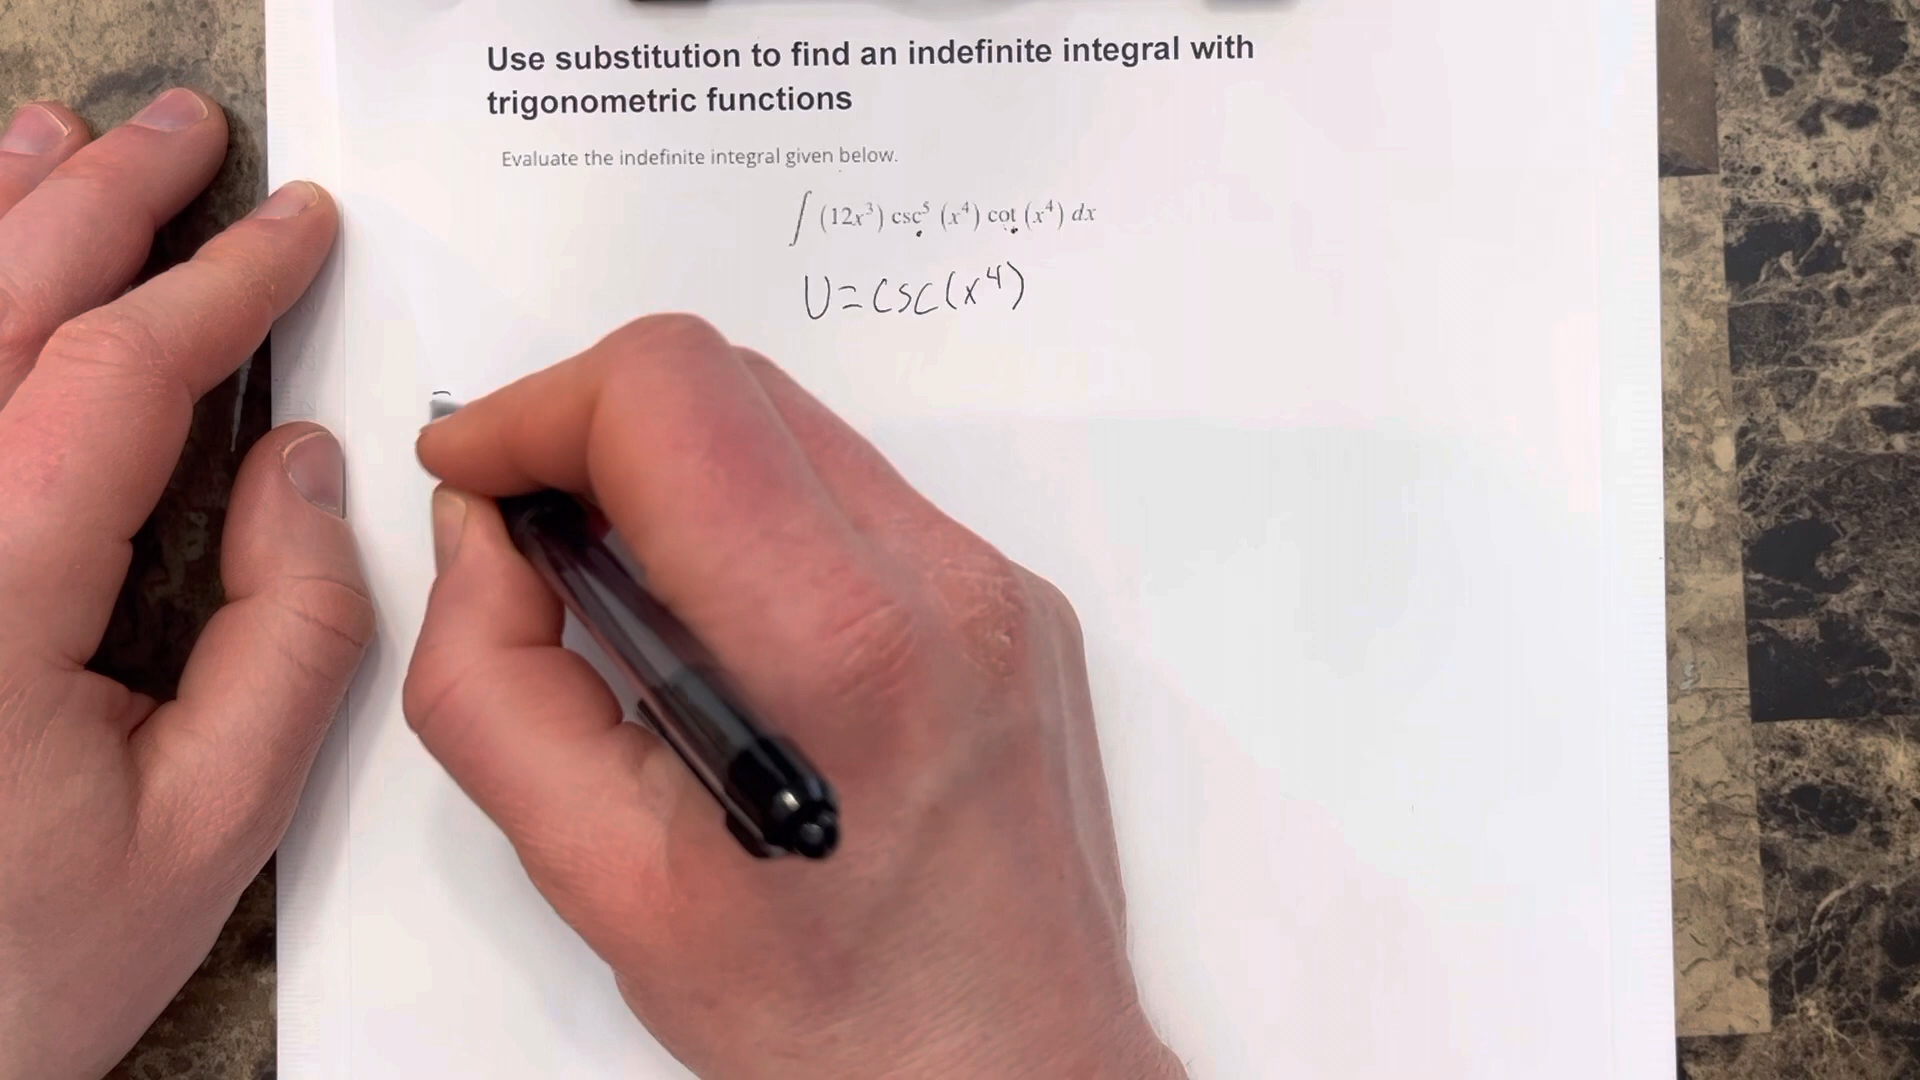 Use substitution to find an indefinite integral with
trigonometric functions
Evaluate the indefinite integral given below.
∫ (12x³) csc⁵ (x⁴) cot (x⁴) dx
U = csc(x⁴)